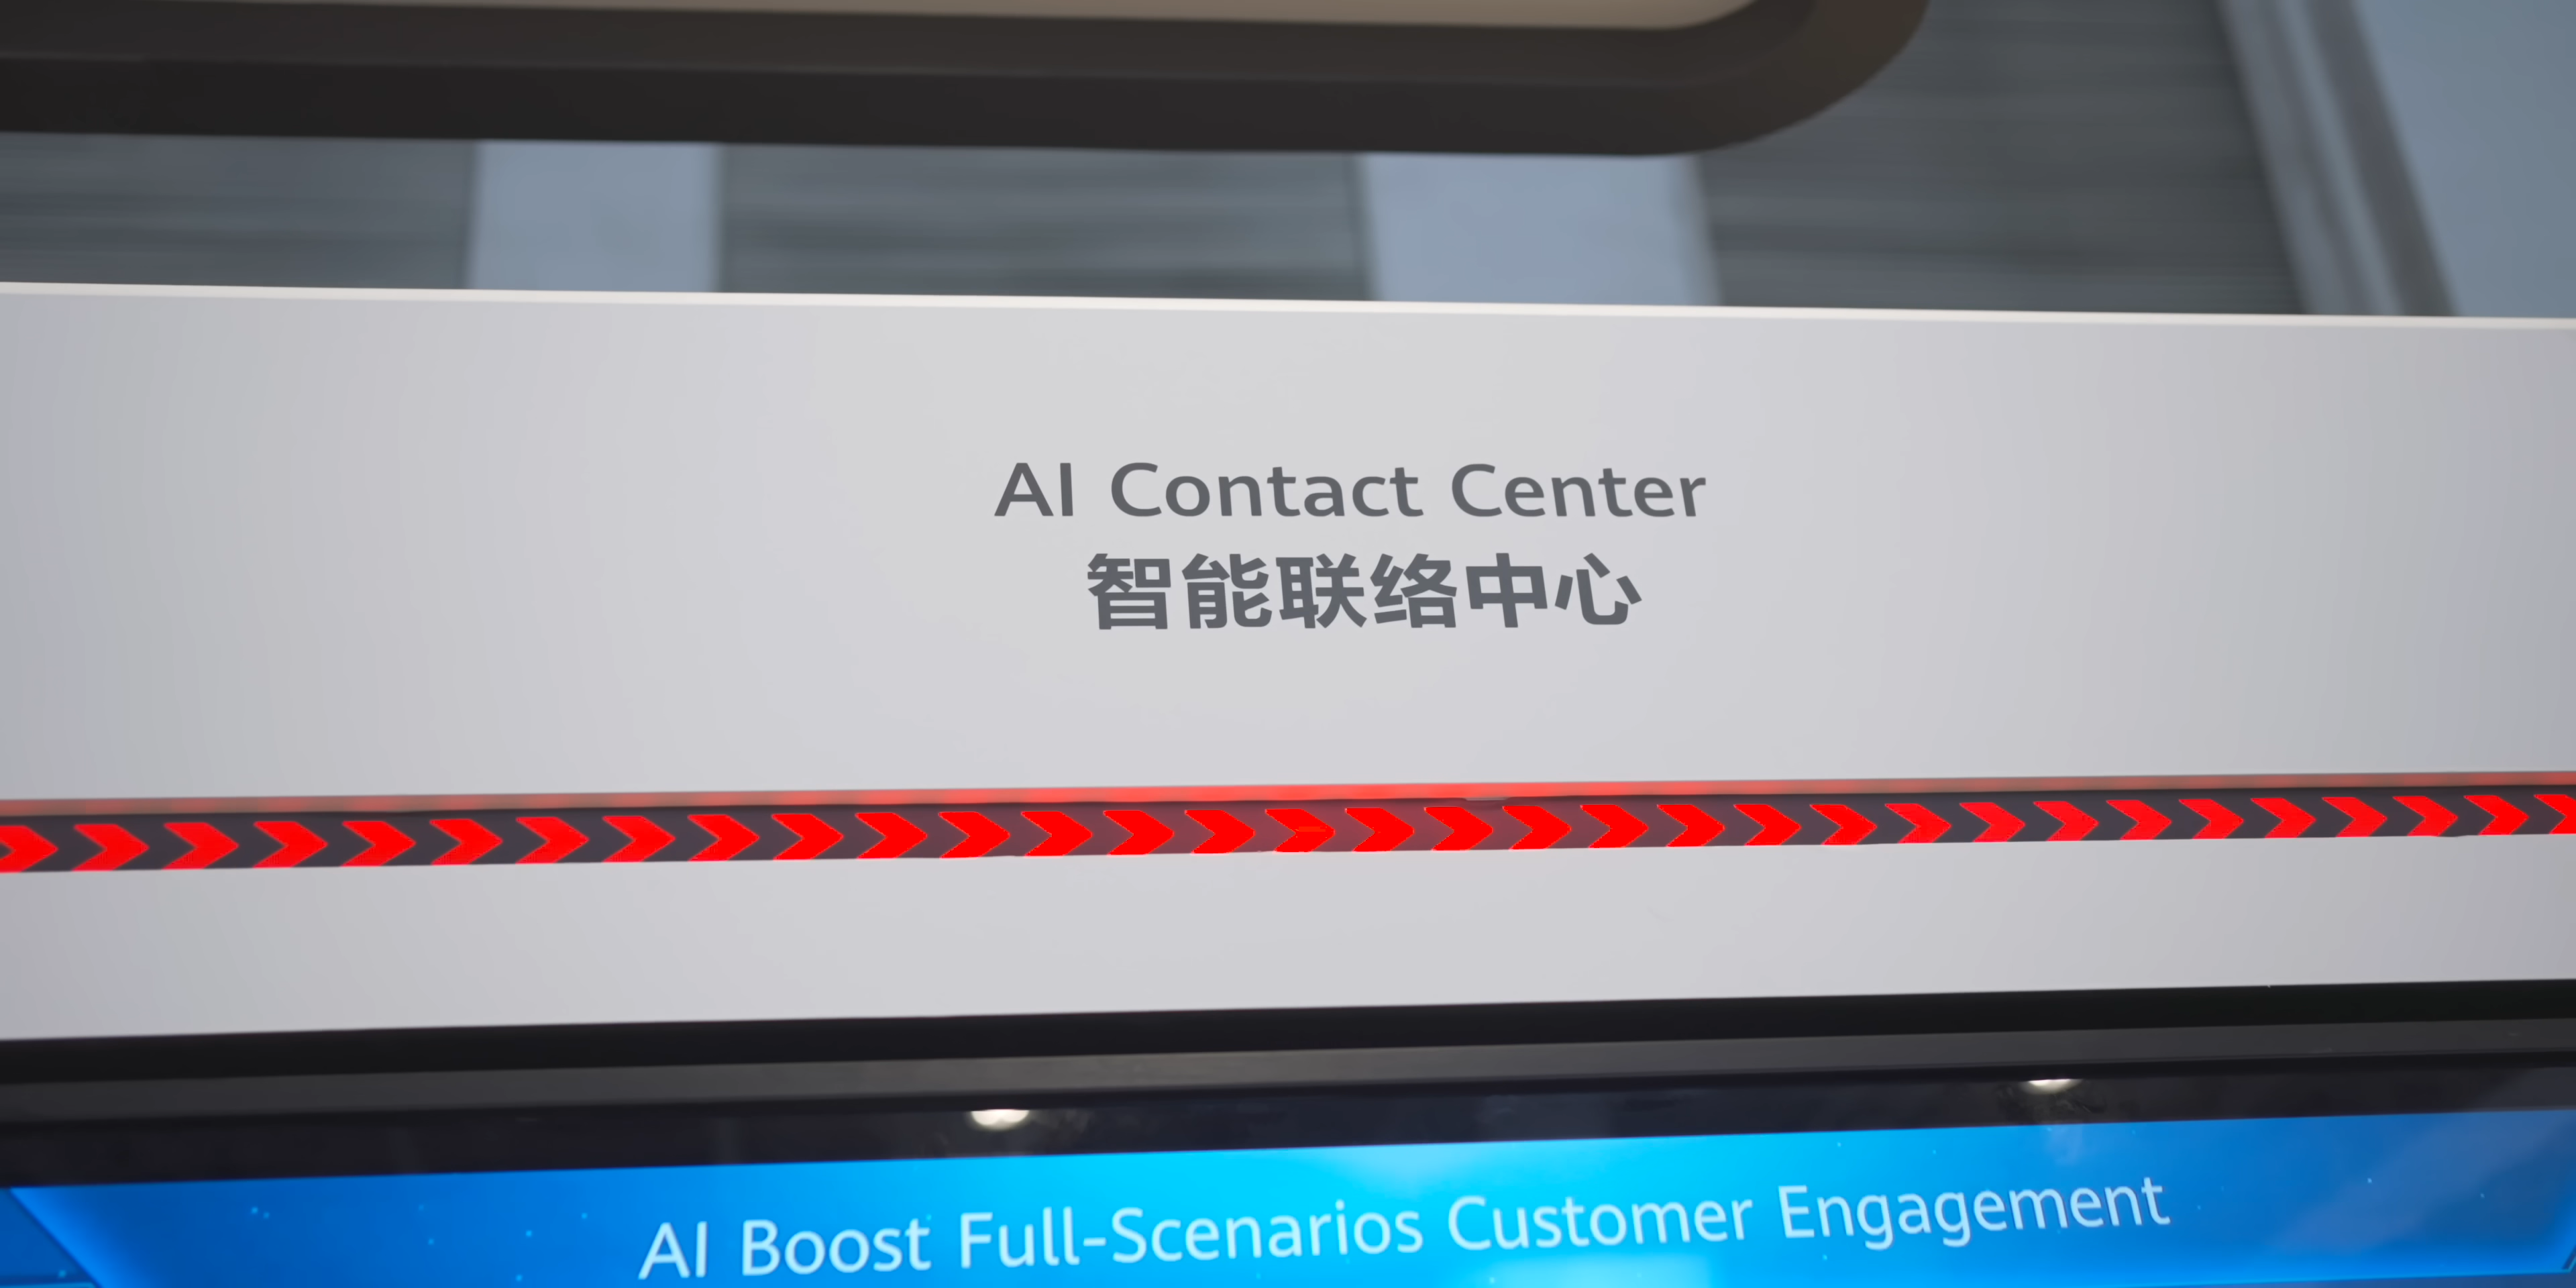 AI Contact Center
智能联络中心
AI Boost Full-Scenarios Customer Engagement